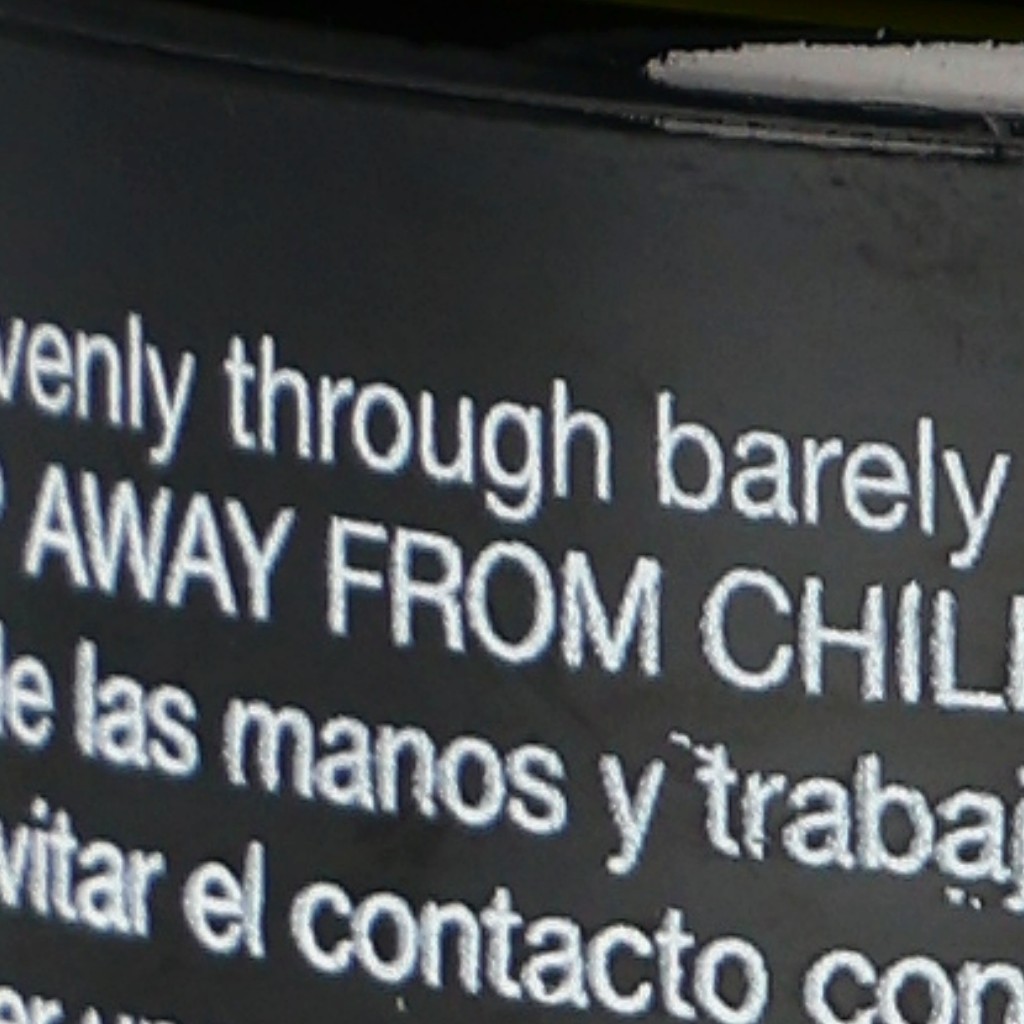 venly through barely
AWAY FROM CHIL
le las manos y trabaj
vitar el contacto con